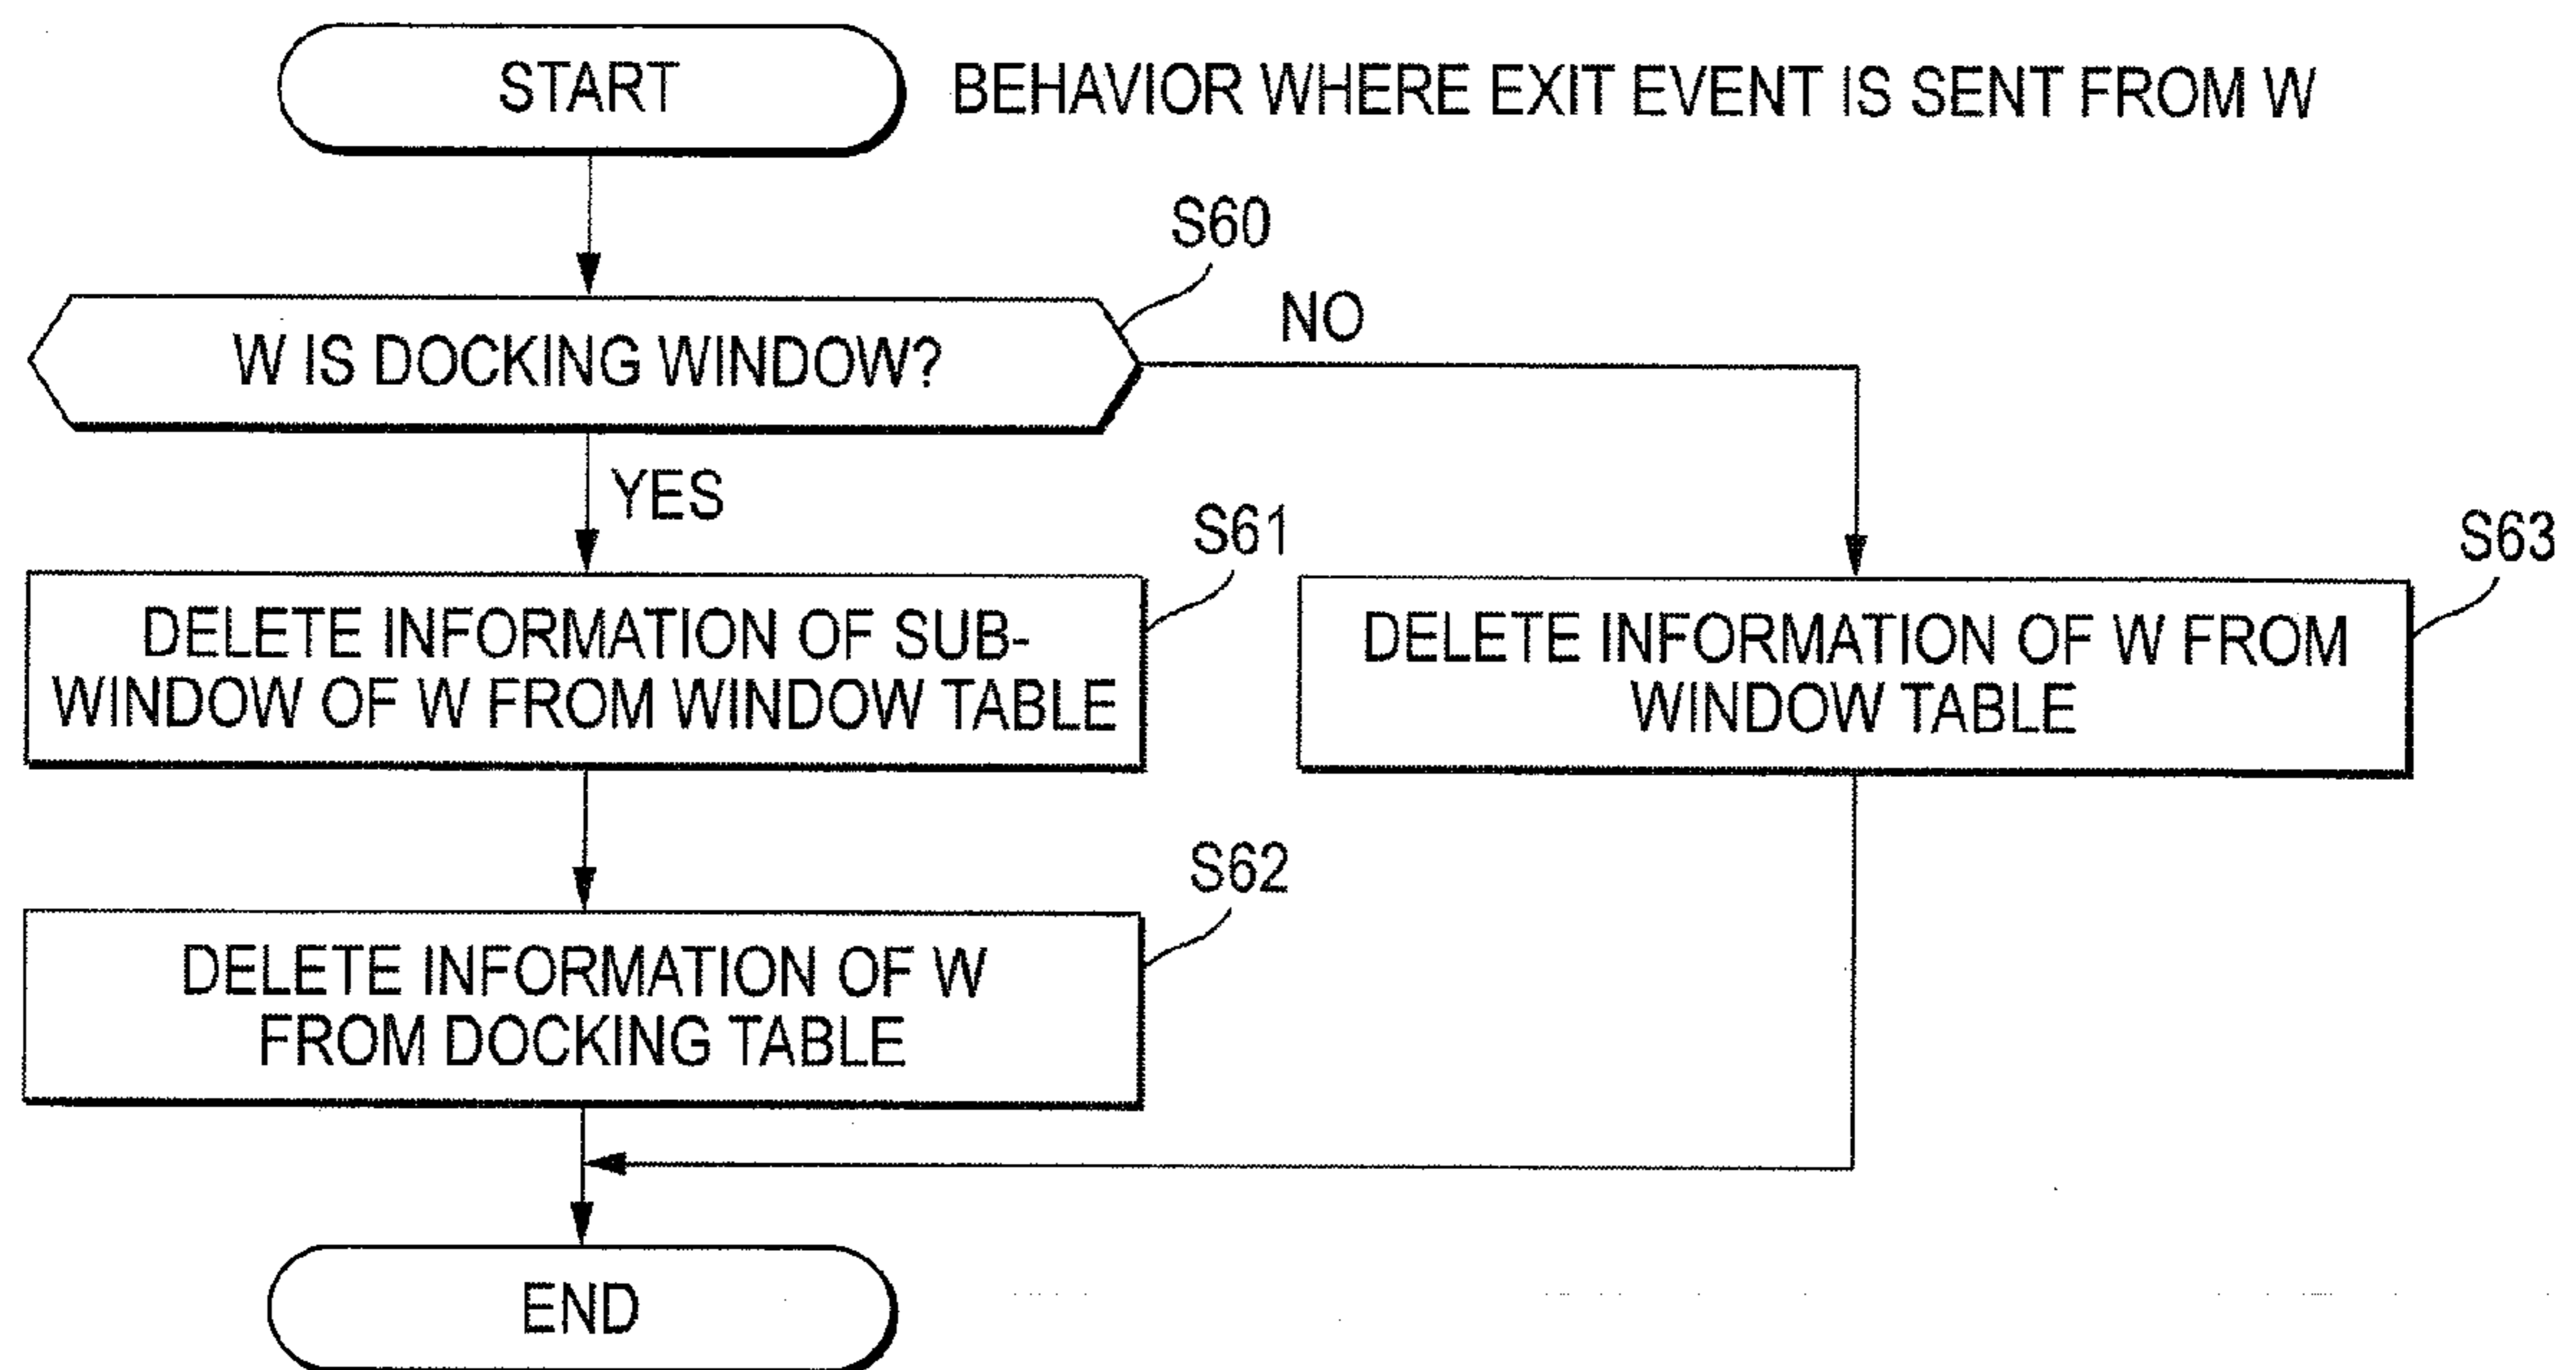 START
BEHAVIOR WHERE EXIT EVENT IS SENT FROM W
S60
W IS DOCKING WINDOW?
NO
YES
S61
DELETE INFORMATION OF SUB-
WINDOW OF W FROM WINDOW TABLE
S63
DELETE INFORMATION OF W FROM
WINDOW TABLE
S62
DELETE INFORMATION OF W
FROM DOCKING TABLE
END